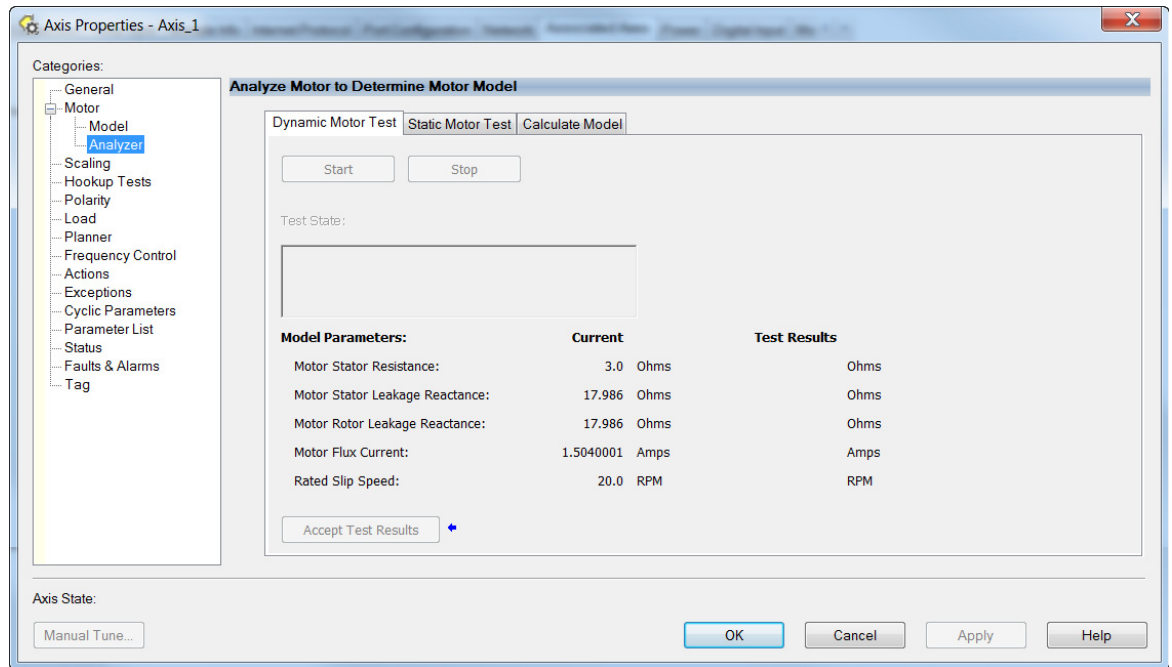 Axis Properties - Axis_1
Categories:
General
Motor
Model
Analyzer
Scaling
Hookup Tests
Polarity
Load
Planner
Frequency Control
Actions
Exceptions
Cyclic Parameters
Parameter List
Status
Faults & Alarms
Tag
Analyze Motor to Determine Motor Model
Dynamic Motor Test Static Motor Test Calculate Model
Start Stop
Test State:
Model Parameters: Current Test Results
Motor Stator Resistance: 3.0 Ohms Ohms
Motor Stator Leakage Reactance: 17.986 Ohms Ohms
Motor Rotor Leakage Reactance: 17.986 Ohms Ohms
Motor Flux Current: 1.5040001 Amps Amps
Rated Slip Speed: 20.0 RPM RPM
Accept Test Results
Axis State:
Manual Tune... OK Cancel Apply Help